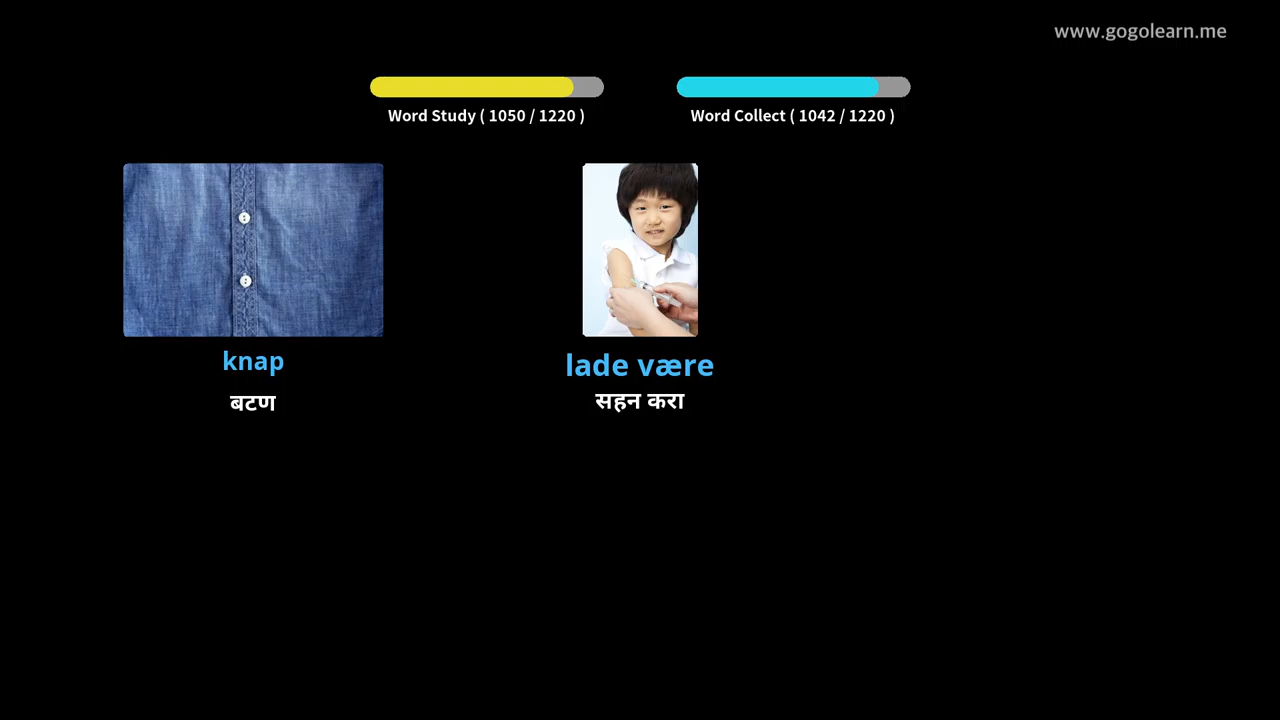 www.gogolearn.me
Word Study ( 1050 / 1220 )
Word Collect ( 1042 / 1220 )
knap
बटण
lade være
सहन करा